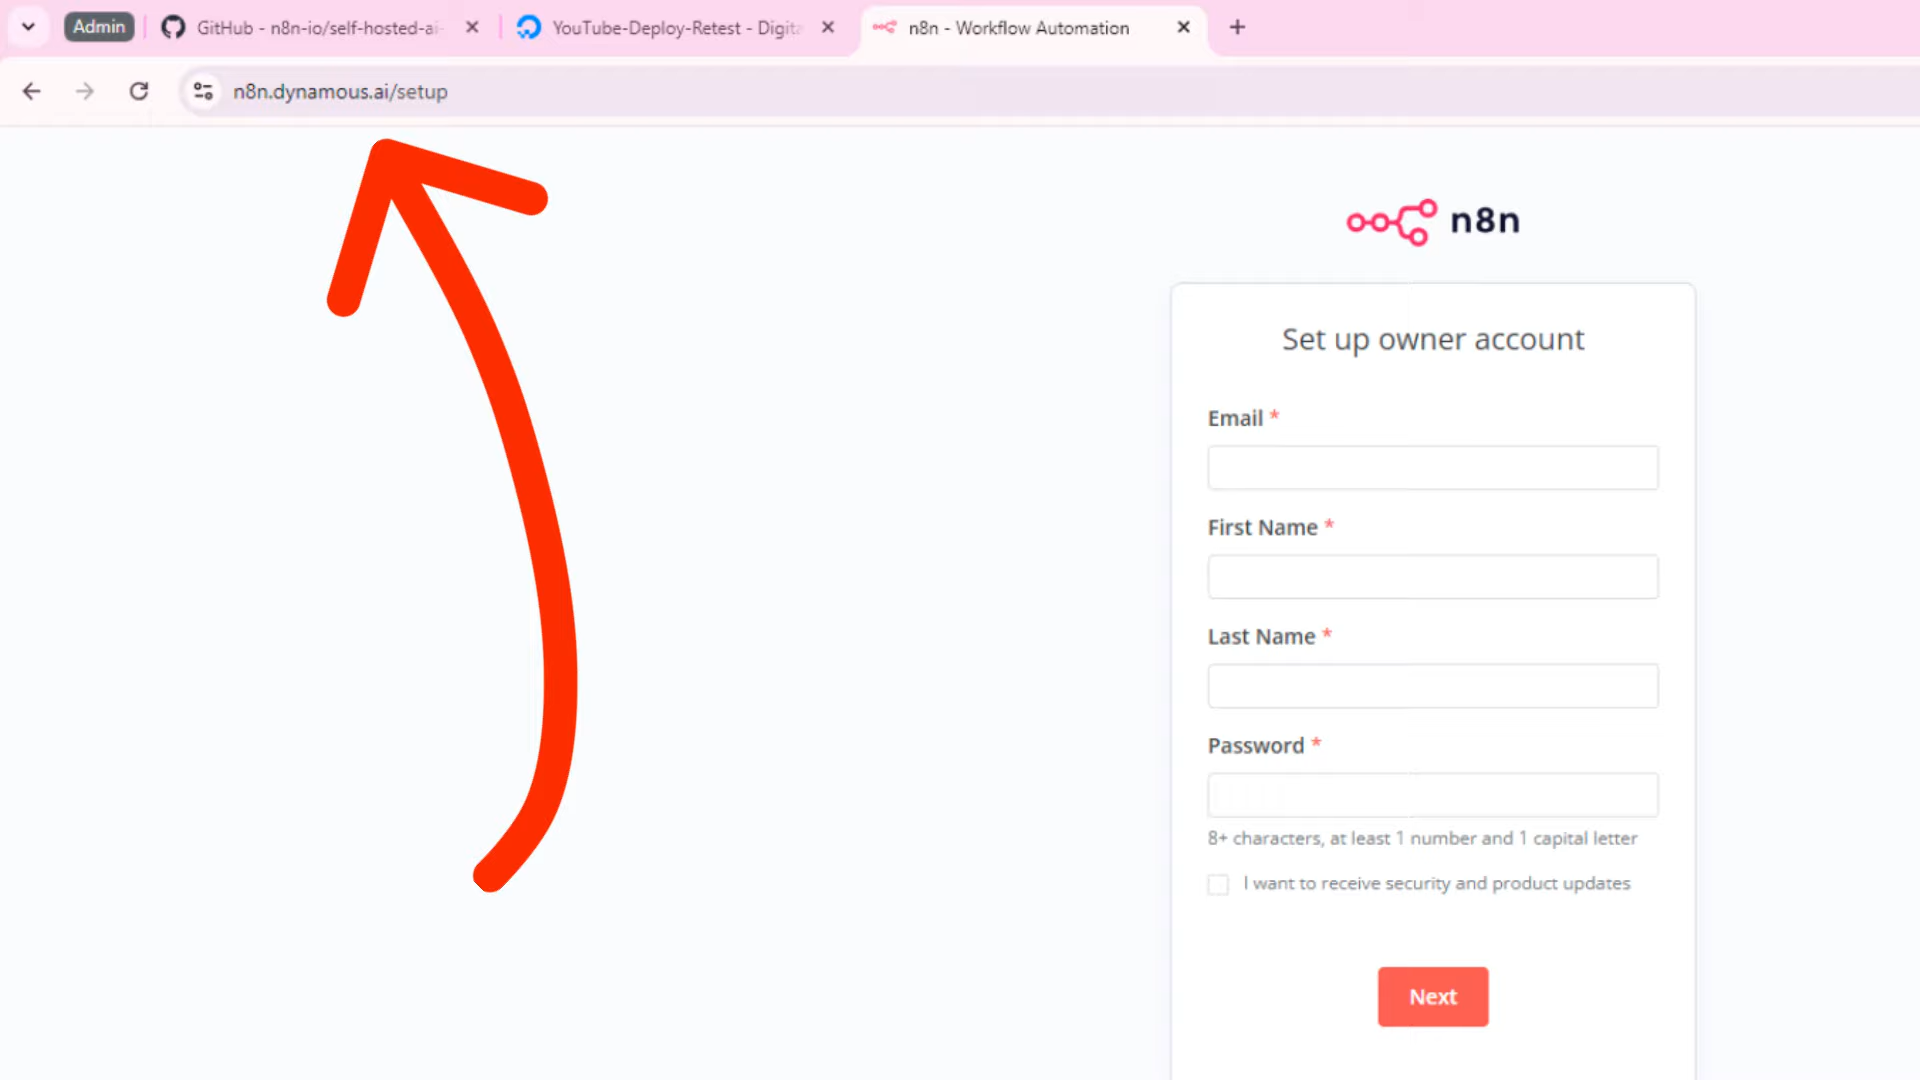 Admin
GitHub - n8n-io/self-hosted-ai-
YouTube-Deploy-Retest - Digita
n8n - Workflow Automation
n8n.dynamous.ai/setup
n8n
Set up owner account
Email *
First Name *
Last Name *
Password *
8+ characters, at least 1 number and 1 capital letter
I want to receive security and product updates
Next